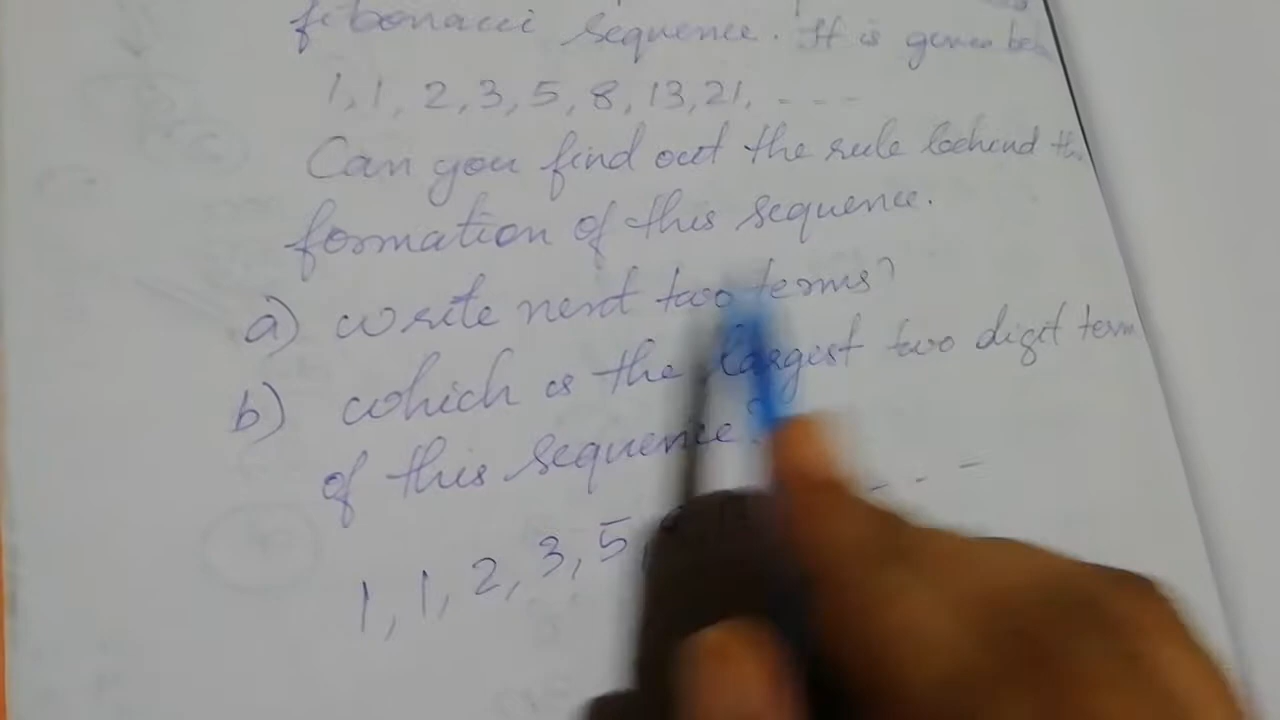 fibonacci sequence. It is given
1, 1, 2, 3, 5, 8, 13, 21, - - - -
Can you find out the rule behind
formation of this sequence.
a) write next two terms?
b) which is the largest two digit term
of this sequence?
1, 1, 2, 3, 5 - - -